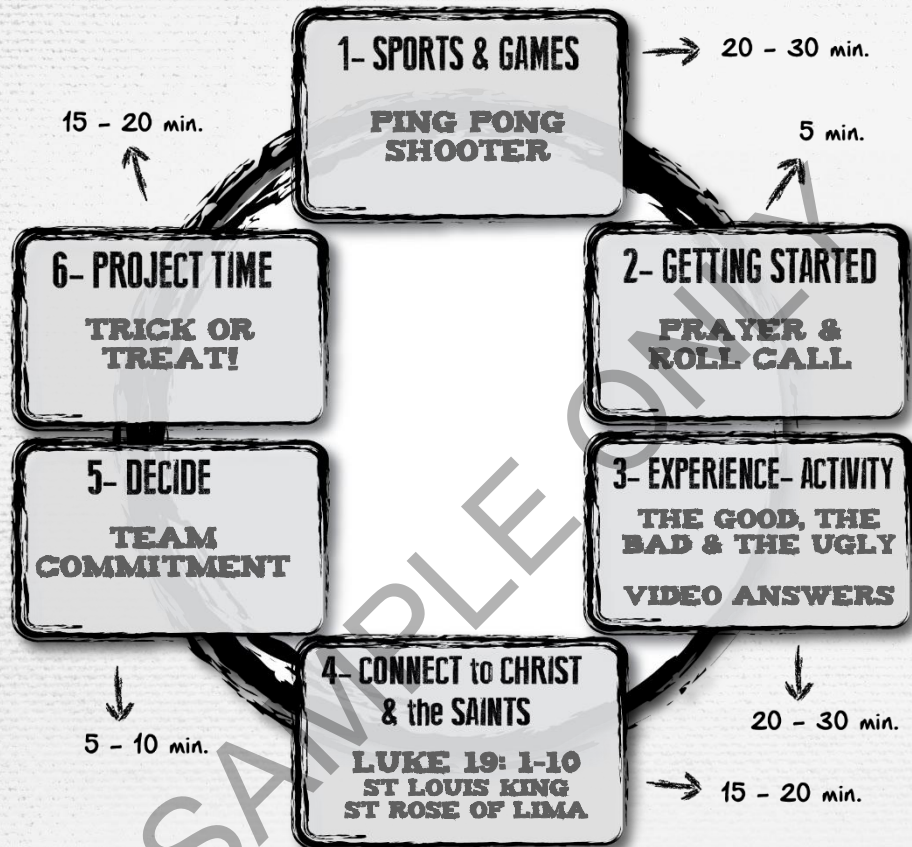 1- SPORTS & GAMES
PING PONG
SHOOTER
20 - 30 min.
2- GETTING STARTED
PRAYER &
ROLL CALL
5 min.
3- EXPERIENCE- ACTIVITY
THE GOOD, THE
BAD & THE UGLY
VIDEO ANSWERS
20 - 30 min.
4- CONNECT to CHRIST
& the SAINTS
LUKE 19: 1-10
ST LOUIS KING
ST ROSE OF LIMA
15 - 20 min.
5- DECIDE
TEAM
COMMITMENT
5 - 10 min.
6- PROJECT TIME
TRICK OR
TREAT!
15 - 20 min.
SAMPLE ONLY